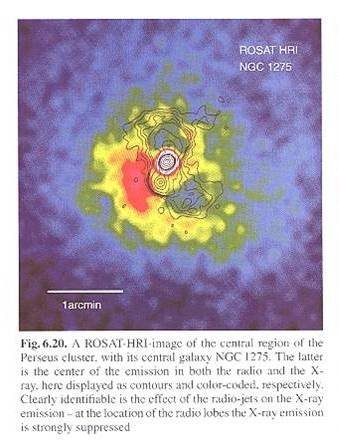 ROSAT HRI
NGC 1275
1arcmin
Fig. 6.20. A ROSAT-HRI-image of the central region of the
Perseus cluster, with its central galaxy NGC 1275. The latter
is the center of the emission in both the radio and the X-
ray, here displayed as contours and color-coded, respectively.
Clearly identifiable is the effect of the radio-jets on the X-ray
emission – at the location of the radio lobes the X-ray emission
is strongly suppressed